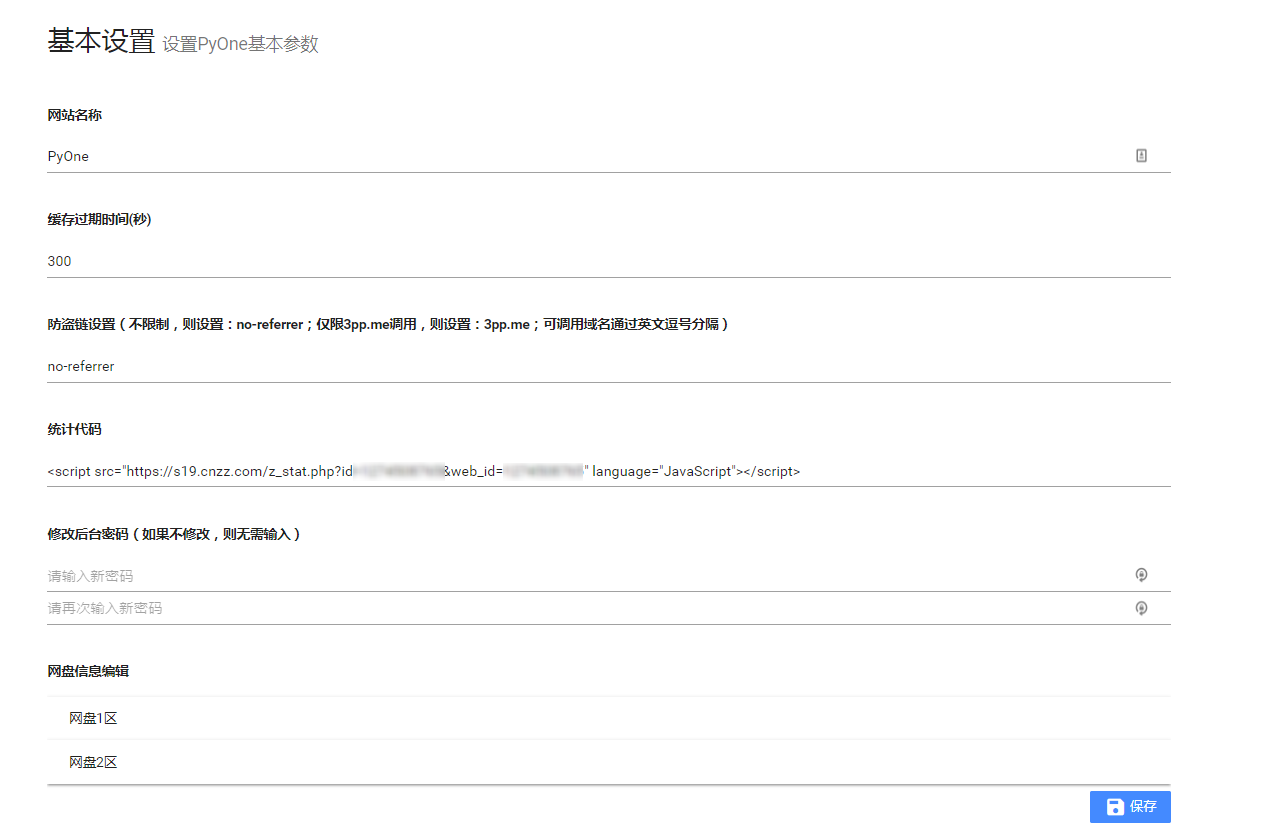 基本设置 设置PyOne基本参数
网站名称
PyOne
缓存过期时间(秒)
300
防盗链设置（不限制，则设置：no-referrer；仅限3pp.me调用，则设置：3pp.me；可调用域名通过英文逗号分隔）
no-referrer
统计代码
<script src="https://s19.cnzz.com/z_stat.php?id &web_id= " language="JavaScript"></script>
修改后台密码（如果不修改，则无需输入）
请输入新密码
请再次输入新密码
网盘信息编辑
网盘1区
网盘2区
保存